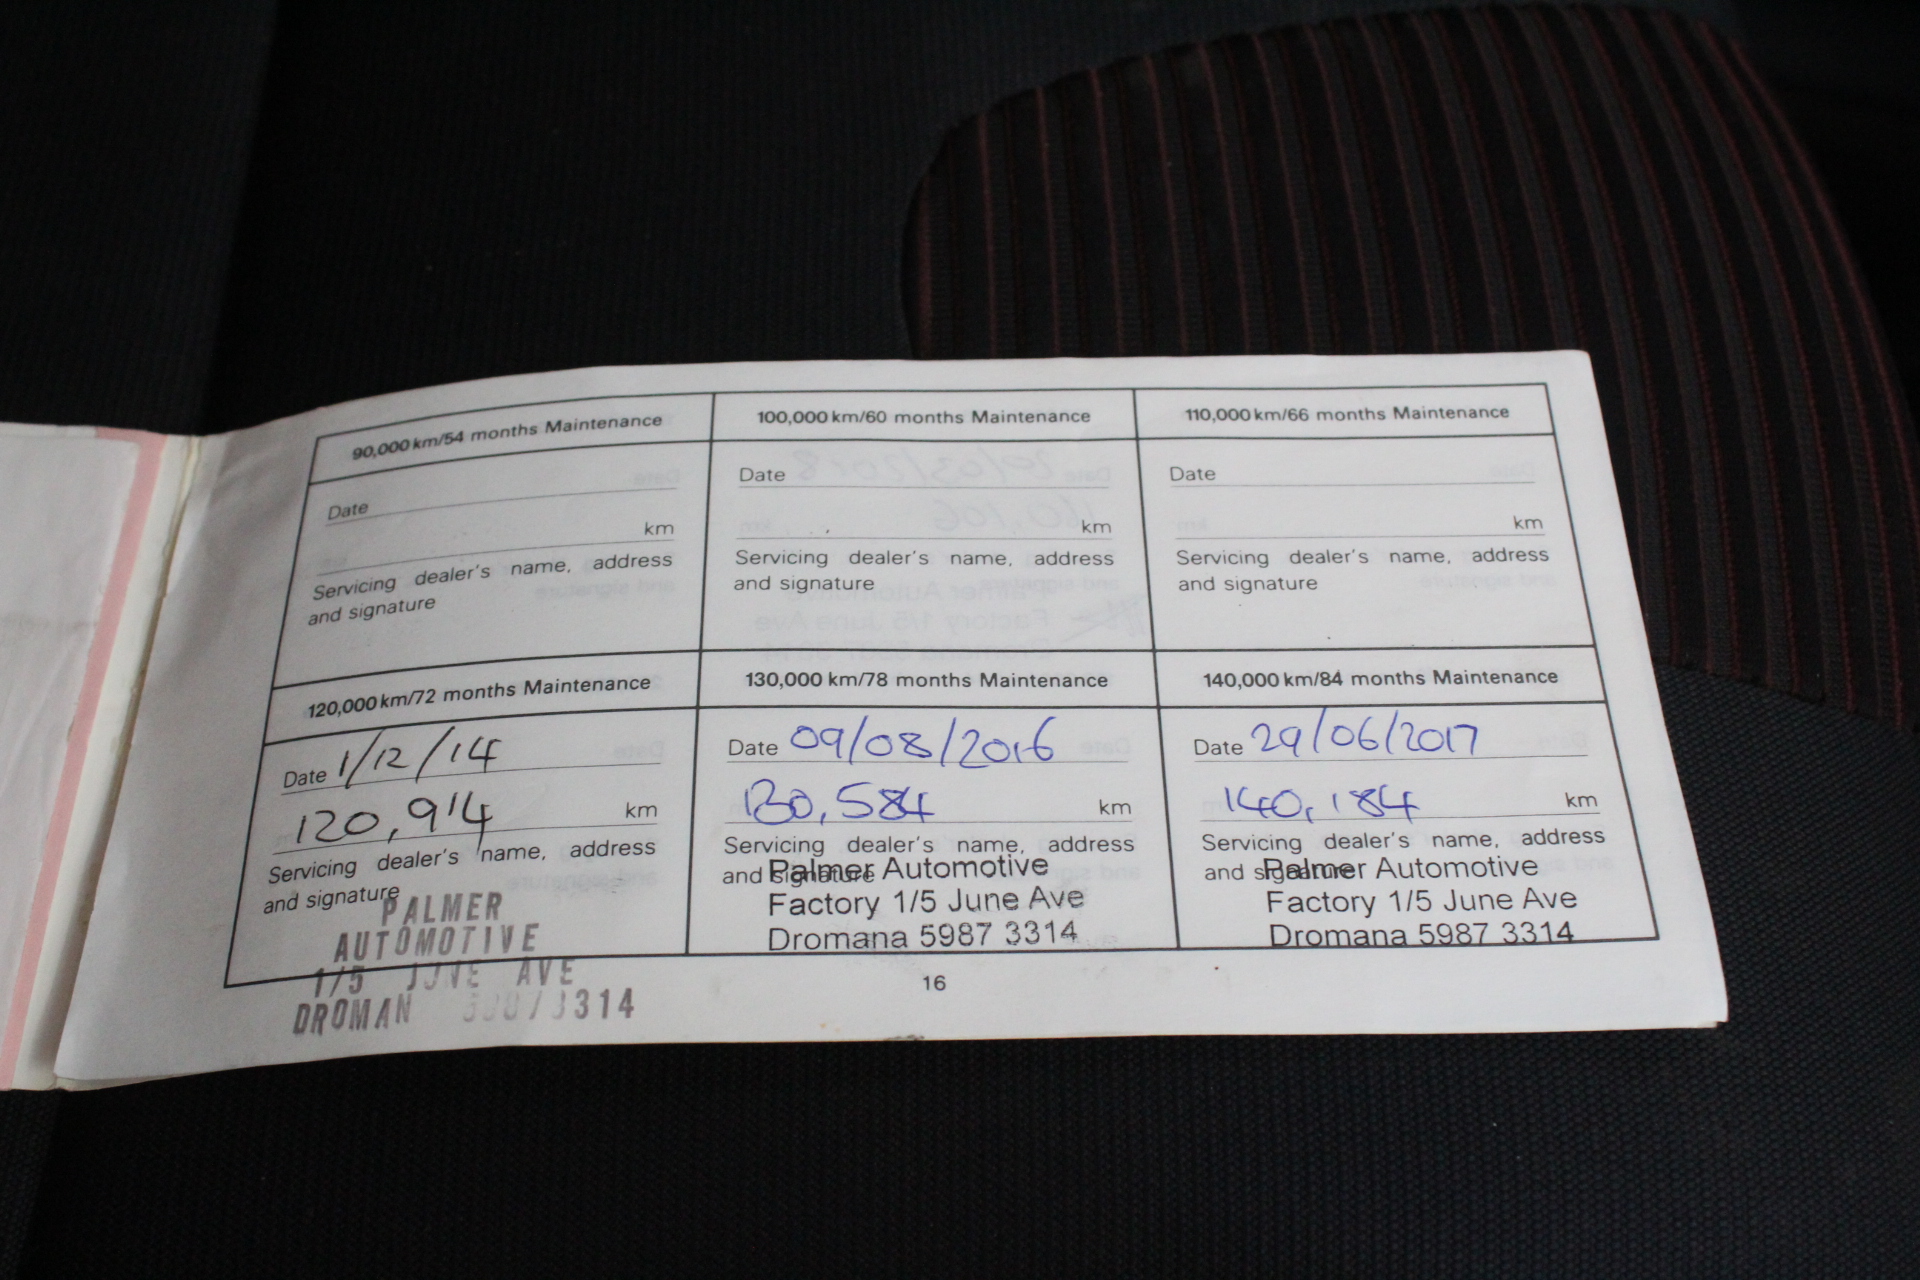 90,000 km/54 months Maintenance
Date
km
Servicing dealer's name, address
and signature
100,000 km/60 months Maintenance
Date
km
Servicing dealer's name, address
and signature
110,000 km/66 months Maintenance
Date
km
Servicing dealer's name, address
and signature
120,000 km/72 months Maintenance
Date 1/12/14
120,914 km
Servicing dealer's name, address
and signature
PALMER
AUTOMOTIVE
1/5 JUNE AVE
DROMAN 3314
130,000 km/78 months Maintenance
Date 09/08/2016
130,584 km
Servicing dealer's name, address
and signature
Palmer Automotive
Factory 1/5 June Ave
Dromana 5987 3314
140,000 km/84 months Maintenance
Date 29/06/2017
140,184 km
Servicing dealer's name, address
and signature
Palmer Automotive
Factory 1/5 June Ave
Dromana 5987 3314
16